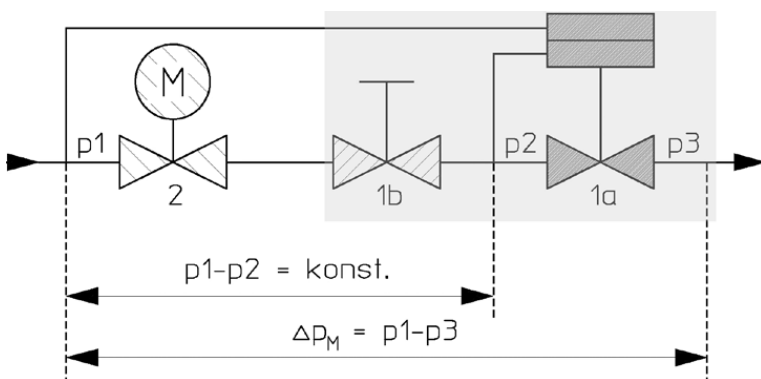 M
p1
p2
p3
2
1b
1a
p1-p2 = konst.
Δp_M = p1-p3